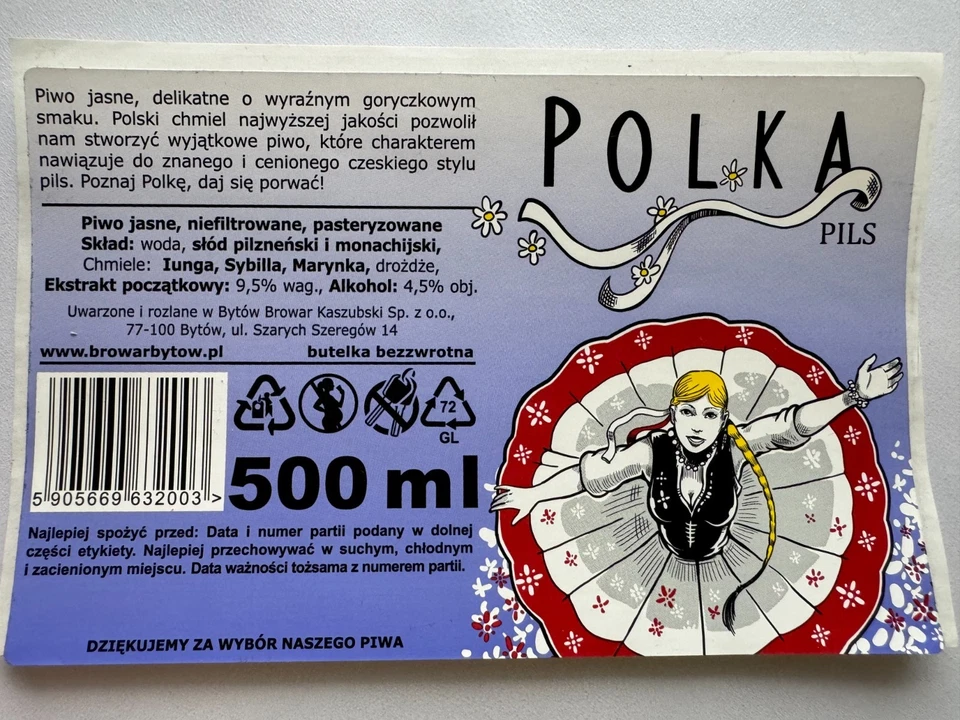 Piwo jasne, delikatne o wyraźnym goryczkowym
smaku. Polski chmiel najwyższej jakości pozwolił
nam stworzyć wyjątkowe piwo, które charakterem
nawiązuje do znanego i cenionego czeskiego stylu
pils. Poznaj Polkę, daj się porwać!
Piwo jasne, niefiltrowane, pasteryzowane
Skład: woda, słód pilzneński i monachijski,
Chmiele: Iunga, Sybilla, Marynka, drożdże,
Ekstrakt początkowy: 9,5% wag., Alkohol: 4,5% obj.
Uwarzone i rozlane w Bytów Browar Kaszubski Sp. z o.o.,
77-100 Bytów, ul. Szarych Szeregów 14
www.browarbytow.pl butelka bezzwrotna
72
GL
5 905669 632003 >
500 ml
Najlepiej spożyć przed: Data i numer partii podany w dolnej
części etykiety. Najlepiej przechowywać w suchym, chłodnym
i zacienionym miejscu. Data ważności tożsama z numerem partii.
DZIĘKUJEMY ZA WYBÓR NASZEGO PIWA
POLKA
PILS